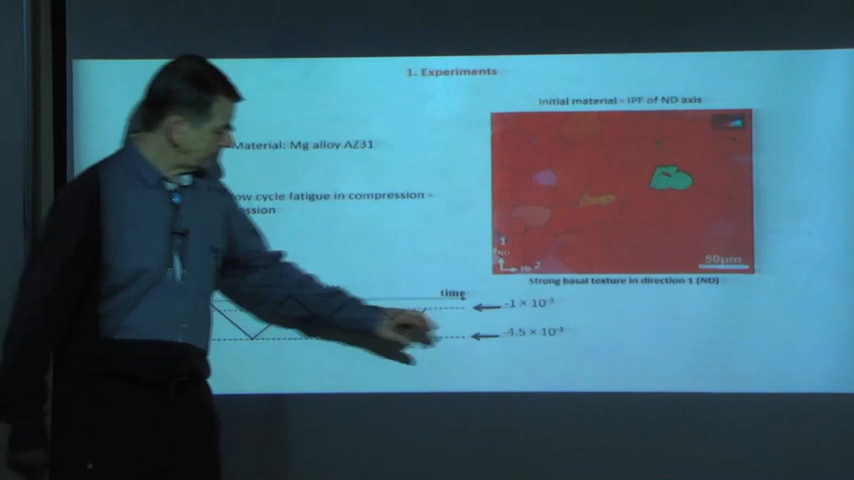 1. Experiments
Initial material - IPF of ND axis
Material: Mg alloy AZ31
ow cycle fatigue in compression -
ession
1
ND
2
50µm
Strong basal texture in direction 1 (ND)
time
-1 × 10⁻³
-4.5 × 10⁻³